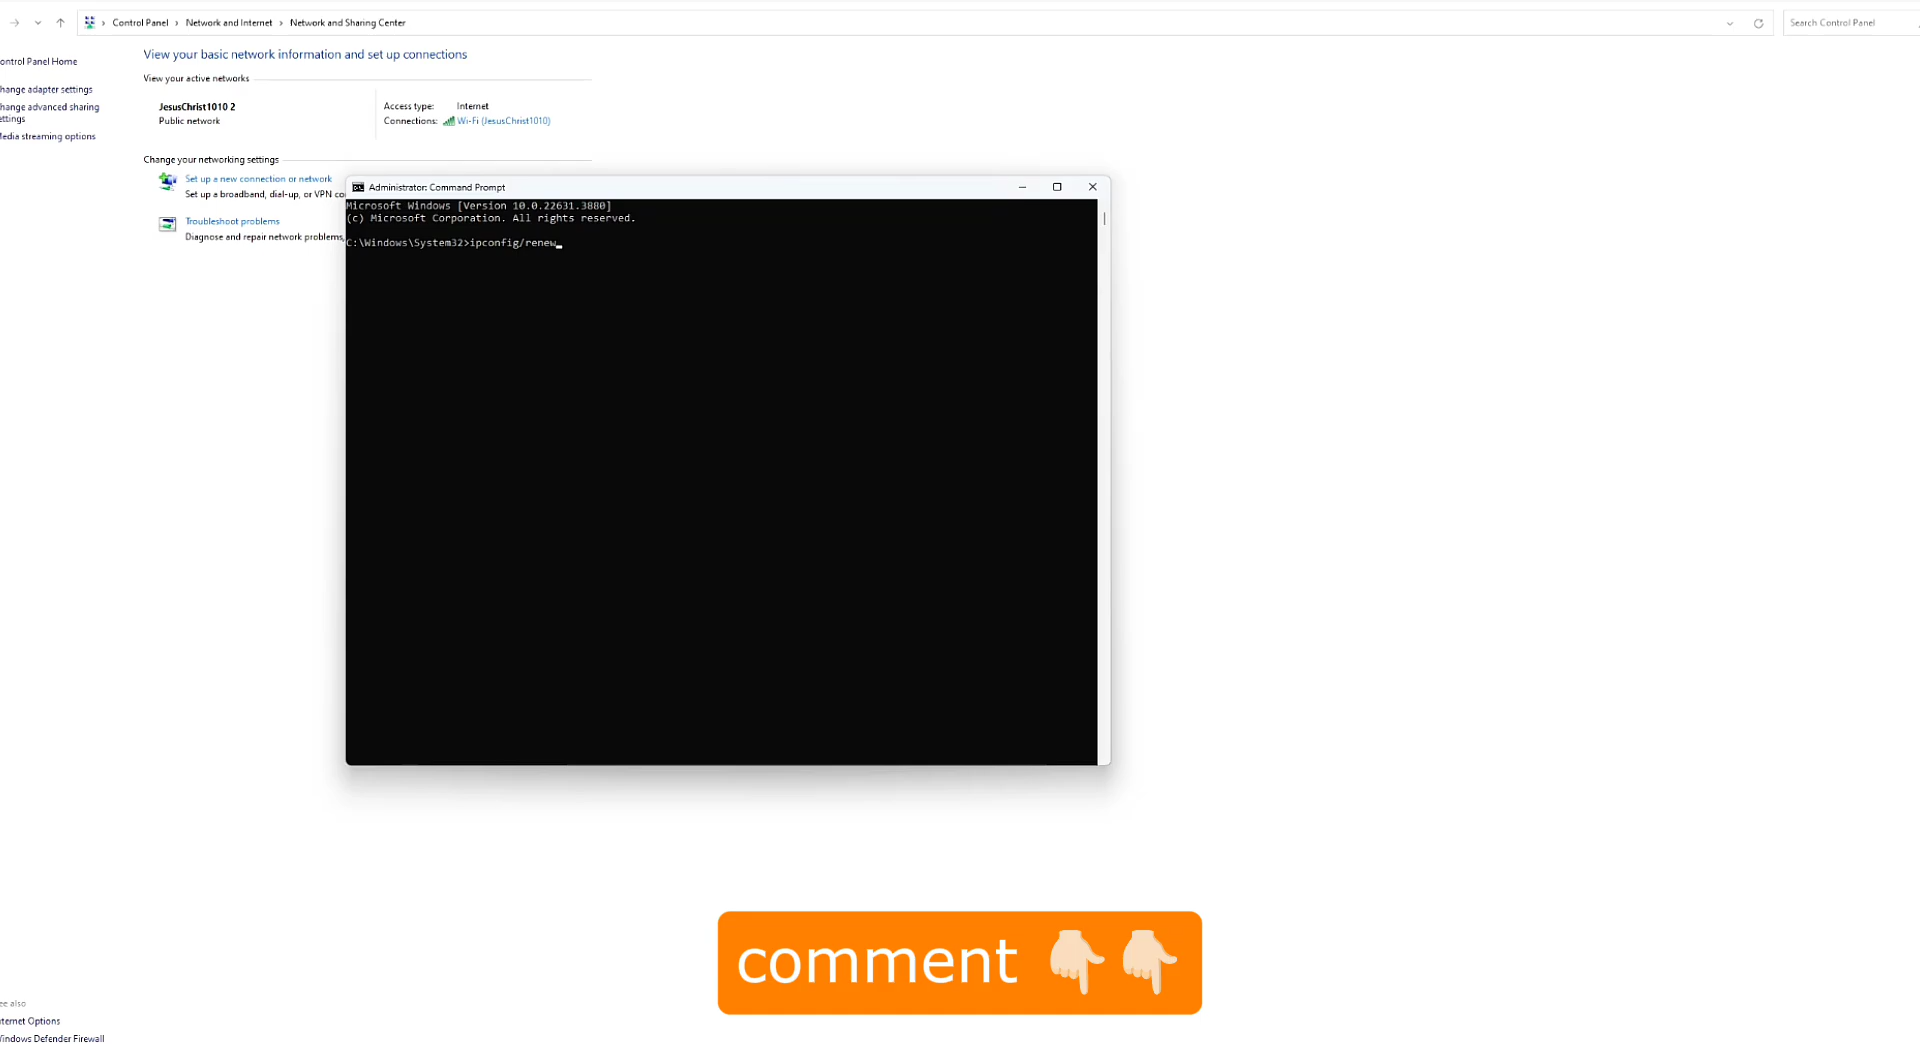 Control Panel > Network and Internet > Network and Sharing Center
Search Control Panel
ontrol Panel Home
hange adapter settings
hange advanced sharing
ettings
Media streaming options
View your basic network information and set up connections
View your active networks
JesusChrist1010 2
Public network
Access type: Internet
Connections: Wi-Fi (JesusChrist1010)
Change your networking settings
Set up a new connection or network
Set up a broadband, dial-up, or VPN co
Troubleshoot problems
Diagnose and repair network problems,
Administrator: Command Prompt
Microsoft Windows [Version 10.0.22631.3880]
(c) Microsoft Corporation. All rights reserved.
C:\Windows\System32>ipconfig/renew_
comment 👇🏻👇🏻
ee also
nternet Options
Windows Defender Firewall